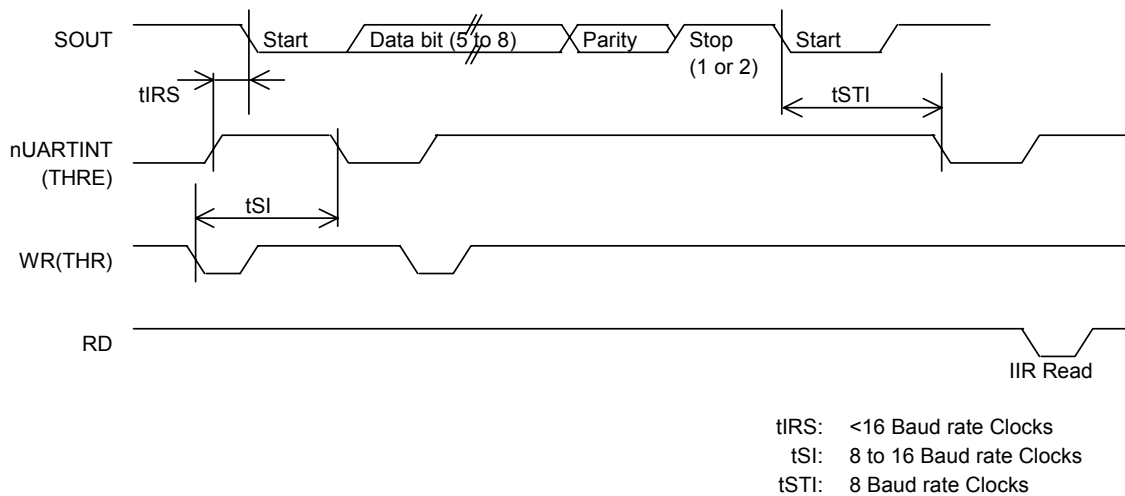 SOUT
Start
Data bit (5 to 8)
Parity
Stop
(1 or 2)
Start
tIRS
tSTI
nUARTINT
(THRE)
tSI
WR(THR)
RD
IIR Read
tIRS: <16 Baud rate Clocks
tSI: 8 to 16 Baud rate Clocks
tSTI: 8 Baud rate Clocks